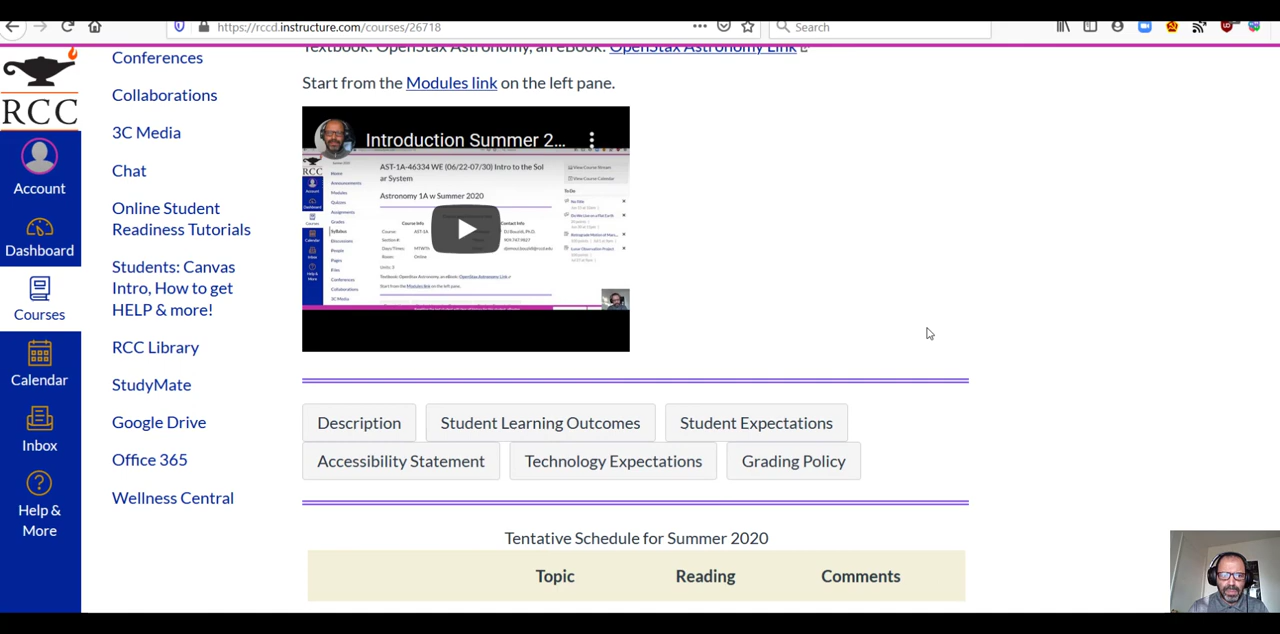 https://rccd.instructure.com/courses/26718
Search
Textbook: OpenStax Astronomy, an eBook: OpenStax Astronomy Link
Start from the Modules link on the left pane.
RCC
Account
Dashboard
Courses
Calendar
Inbox
Help & More
Conferences
Collaborations
3C Media
Chat
Online Student
Readiness Tutorials
Students: Canvas
Intro, How to get
HELP & more!
RCC Library
StudyMate
Google Drive
Office 365
Wellness Central
Introduction Summer 2...
AST-1A-46334 WE (06/22-07/30) Intro to the Sol
ar System
Astronomy 1A w Summer 2020
Description
Student Learning Outcomes
Student Expectations
Accessibility Statement
Technology Expectations
Grading Policy
Tentative Schedule for Summer 2020
Topic Reading Comments